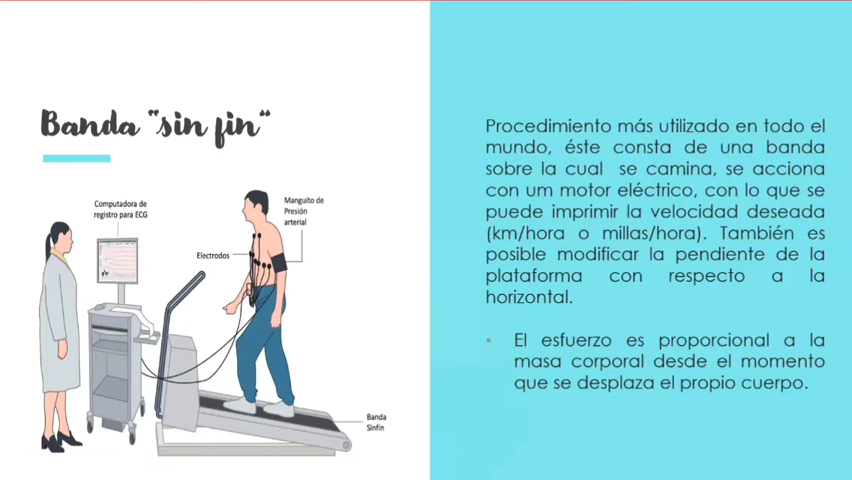 Banda "sin fin"
Computadora de
registro para ECG
Manguito de
Presión
arterial
Electrodos
Banda
Sinfin
Procedimiento más utilizado en todo el
mundo, éste consta de una banda
sobre la cual se camina, se acciona
con um motor eléctrico, con lo que se
puede imprimir la velocidad deseada
(km/hora o millas/hora). También es
posible modificar la pendiente de la
plataforma con respecto a la
horizontal.
• El esfuerzo es proporcional a la
masa corporal desde el momento
que se desplaza el propio cuerpo.